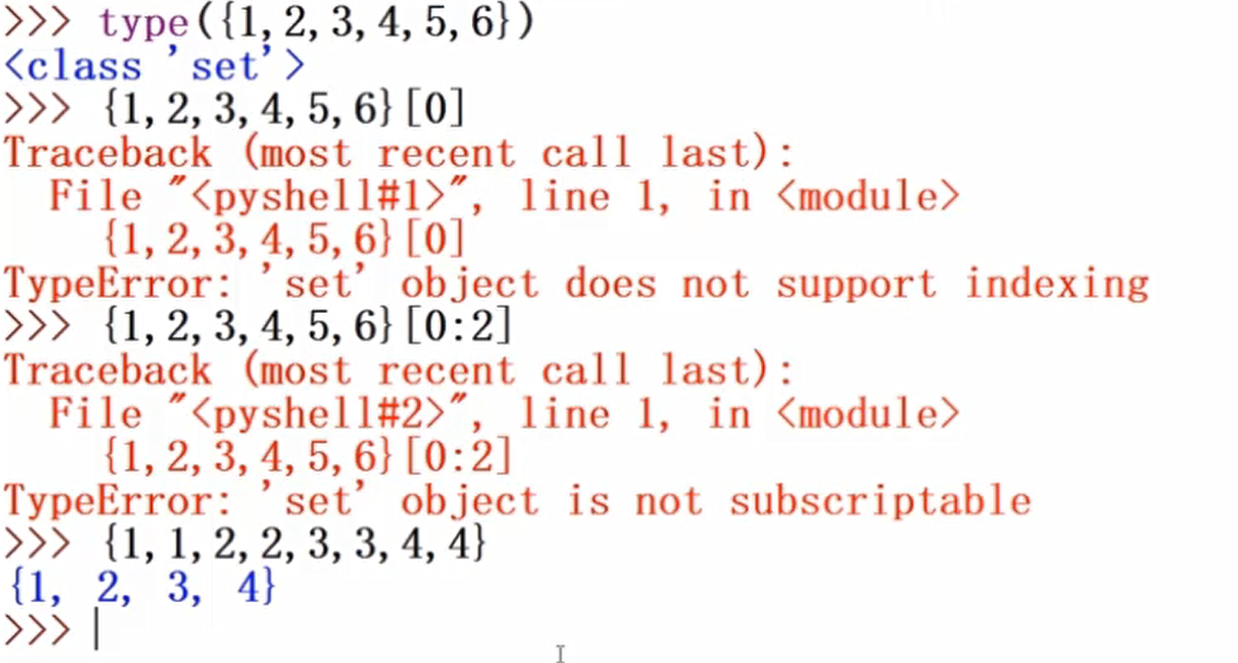 >>> type({1, 2, 3, 4, 5, 6})
<class 'set'>
>>> {1, 2, 3, 4, 5, 6}[0]
Traceback (most recent call last):
  File "<pyshell#1>", line 1, in <module>
    {1, 2, 3, 4, 5, 6}[0]
TypeError: 'set' object does not support indexing
>>> {1, 2, 3, 4, 5, 6}[0:2]
Traceback (most recent call last):
  File "<pyshell#2>", line 1, in <module>
    {1, 2, 3, 4, 5, 6}[0:2]
TypeError: 'set' object is not subscriptable
>>> {1, 1, 2, 2, 3, 3, 4, 4}
{1, 2, 3, 4}
>>>